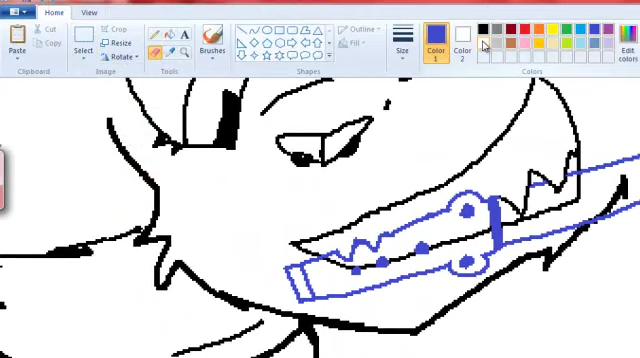 Home View
Paste
Cut
Copy
Clipboard
Select
Crop
Resize
Rotate
Image
A
Tools
Brushes
Outline
Fill
Shapes
Size
Color 1
Color 2
Edit colors
Colors